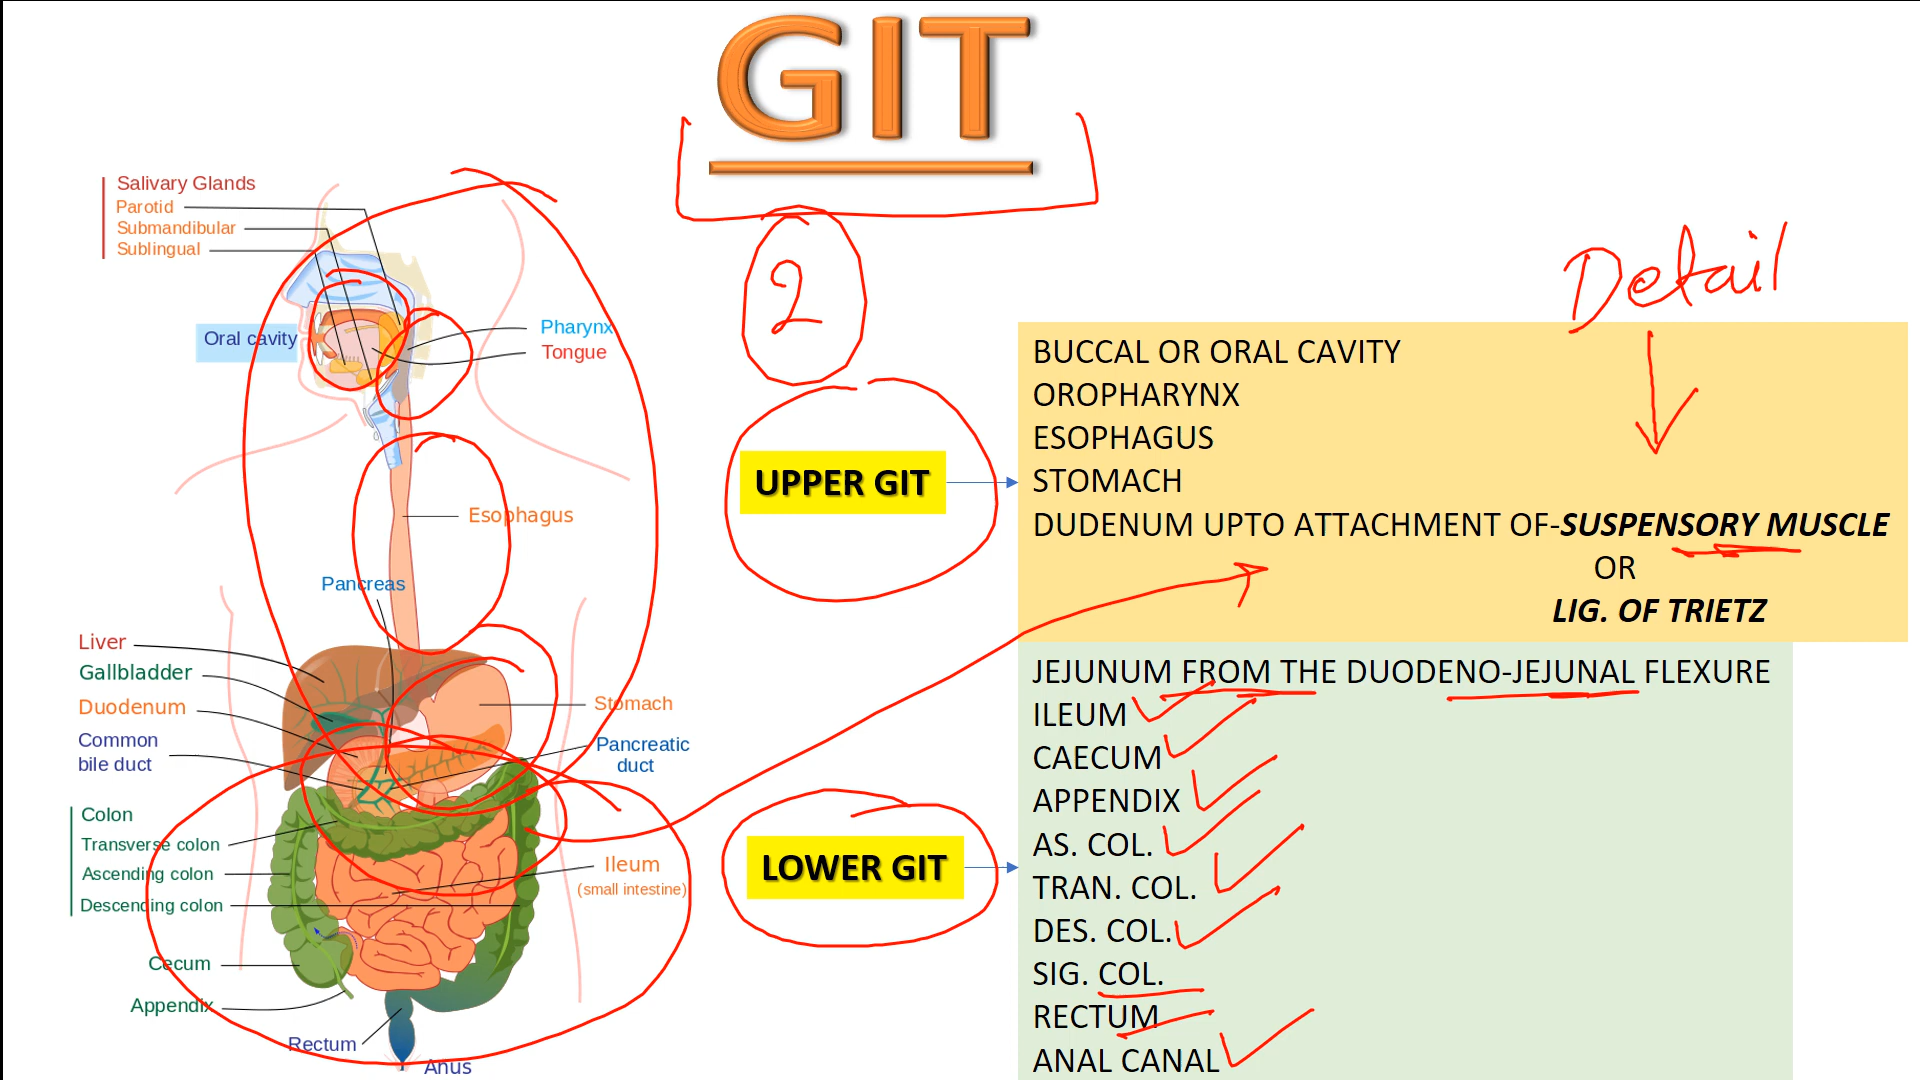 GIT
2
Detail
Salivary Glands
Parotid
Submandibular
Sublingual
Oral cavity
Pharynx
Tongue
Esophagus
Pancreas
Liver
Gallbladder
Duodenum
Common
bile duct
Stomach
Pancreatic
duct
Colon
Transverse colon
Ascending colon
Descending colon
Ileum
(small intestine)
Cecum
Appendix
Rectum
Anus
UPPER GIT
BUCCAL OR ORAL CAVITY
OROPHARYNX
ESOPHAGUS
STOMACH
DUDENUM UPTO ATTACHMENT OF-SUSPENSORY MUSCLE
OR
LIG. OF TRIETZ
LOWER GIT
JEJUNUM FROM THE DUODENO-JEJUNAL FLEXURE
ILEUM
CAECUM
APPENDIX
AS. COL.
TRAN. COL.
DES. COL.
SIG. COL.
RECTUM
ANAL CANAL